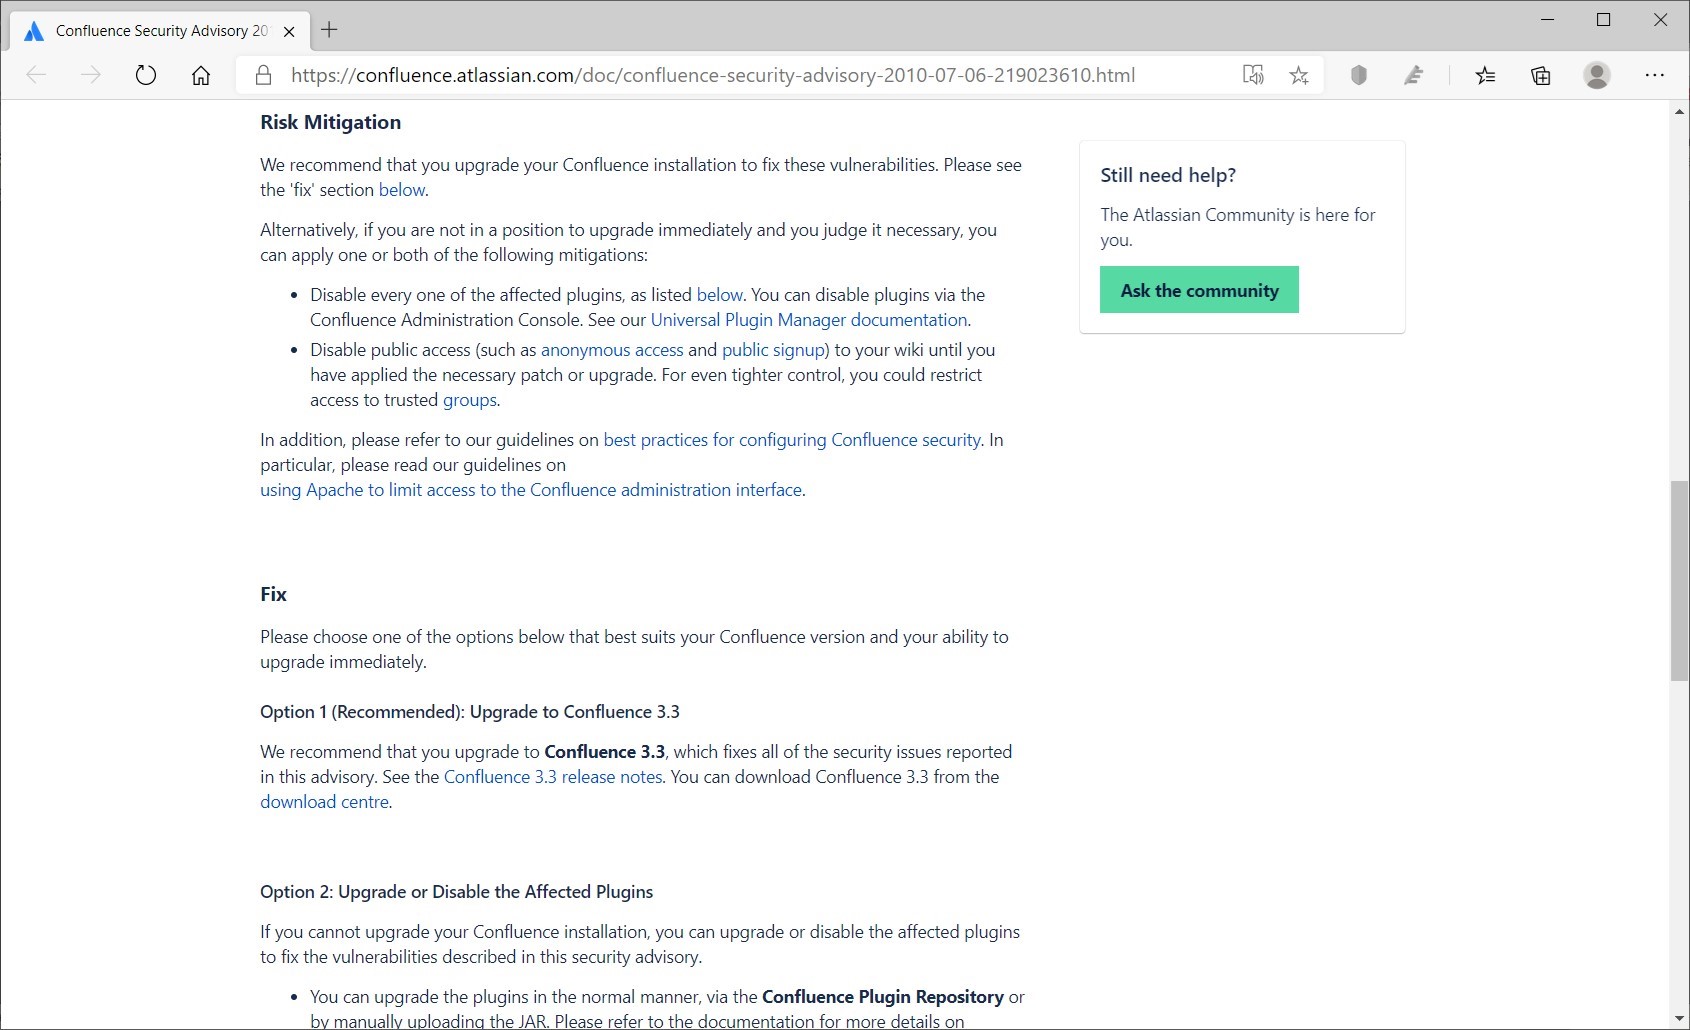 Confluence Security Advisory 20
https://confluence.atlassian.com/doc/confluence-security-advisory-2010-07-06-219023610.html
Risk Mitigation
We recommend that you upgrade your Confluence installation to fix these vulnerabilities. Please see
the 'fix' section below.
Alternatively, if you are not in a position to upgrade immediately and you judge it necessary, you
can apply one or both of the following mitigations:
• Disable every one of the affected plugins, as listed below. You can disable plugins via the
Confluence Administration Console. See our Universal Plugin Manager documentation.
• Disable public access (such as anonymous access and public signup) to your wiki until you
have applied the necessary patch or upgrade. For even tighter control, you could restrict
access to trusted groups.
In addition, please refer to our guidelines on best practices for configuring Confluence security. In
particular, please read our guidelines on
using Apache to limit access to the Confluence administration interface.
Fix
Please choose one of the options below that best suits your Confluence version and your ability to
upgrade immediately.
Option 1 (Recommended): Upgrade to Confluence 3.3
We recommend that you upgrade to Confluence 3.3, which fixes all of the security issues reported
in this advisory. See the Confluence 3.3 release notes. You can download Confluence 3.3 from the
download centre.
Option 2: Upgrade or Disable the Affected Plugins
If you cannot upgrade your Confluence installation, you can upgrade or disable the affected plugins
to fix the vulnerabilities described in this security advisory.
• You can upgrade the plugins in the normal manner, via the Confluence Plugin Repository or
by manually uploading the JAR. Please refer to the documentation for more details on
Still need help?
The Atlassian Community is here for
you.
Ask the community